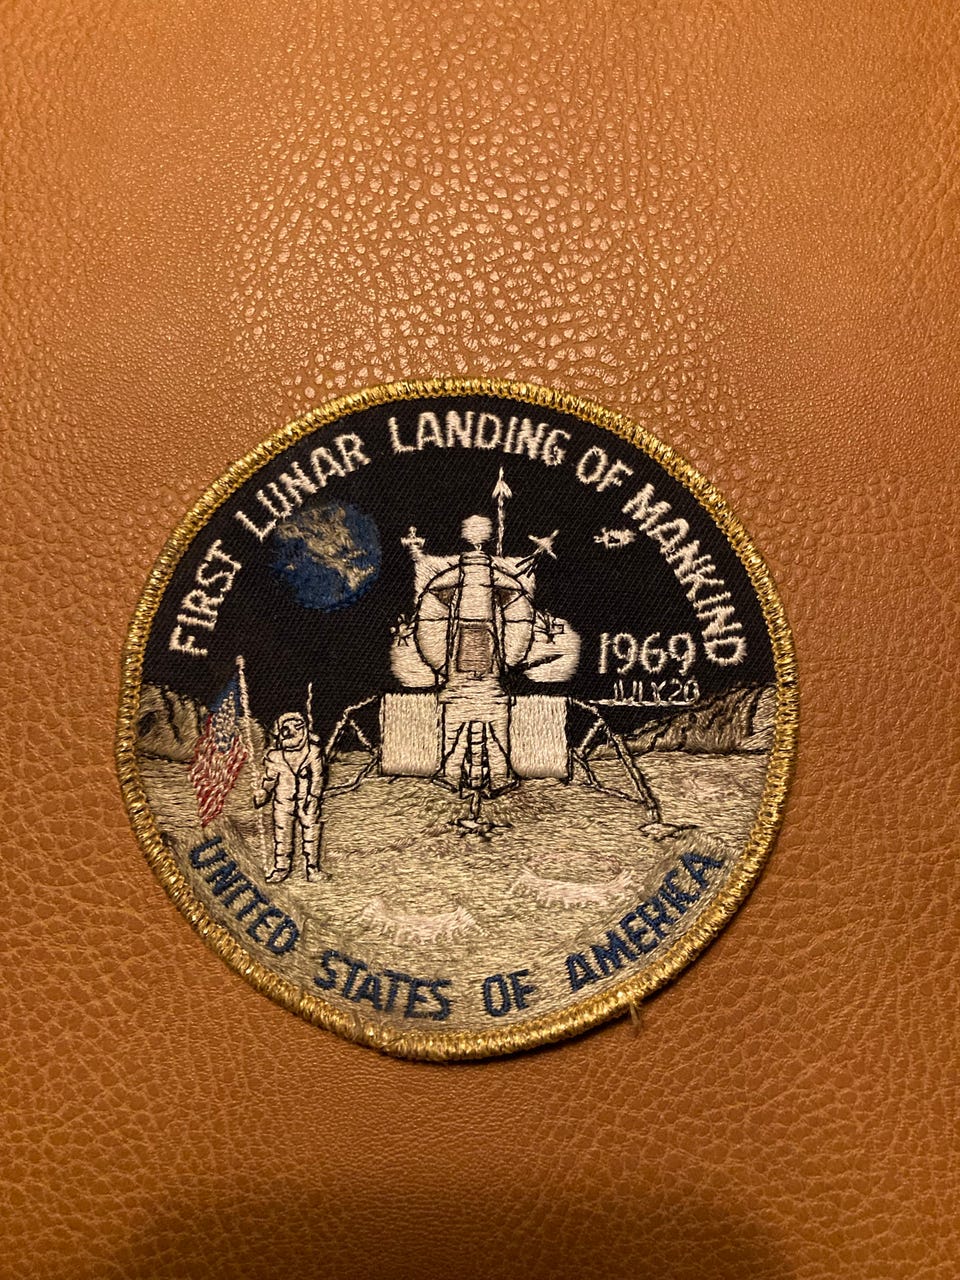 FIRST LUNAR LANDING OF MANKIND
1969
JULY 20
UNITED STATES OF AMERICA